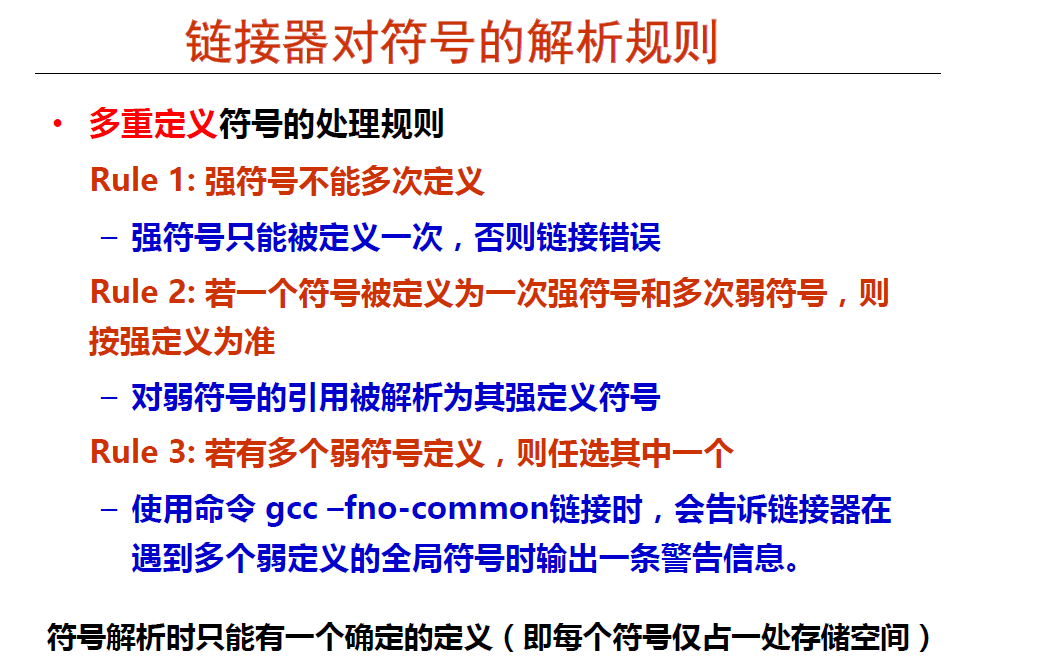 链接器对符号的解析规则
• 多重定义符号的处理规则
Rule 1: 强符号不能多次定义
– 强符号只能被定义一次，否则链接错误
Rule 2: 若一个符号被定义为一次强符号和多次弱符号，则
按强定义为准
– 对弱符号的引用被解析为其强定义符号
Rule 3: 若有多个弱符号定义，则任选其中一个
– 使用命令 gcc –fno-common链接时，会告诉链接器在
遇到多个弱定义的全局符号时输出一条警告信息。
符号解析时只能有一个确定的定义（即每个符号仅占一处存储空间）